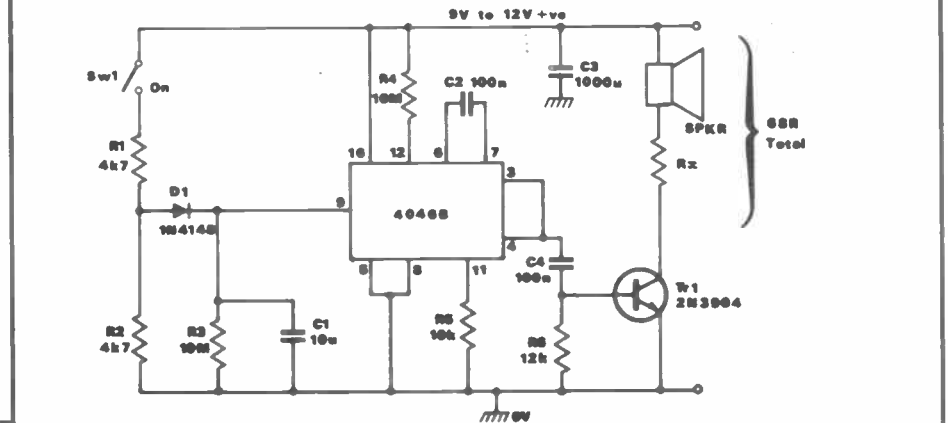 9V to 12V +ve
Sw1
On
R1
4k7
D1
1N4148
R2
4k7
R3
10M
C1
10u
R4
10M
C2 100n
C3
1000u
SPKR
Rx
68R
Total
16
12
6
7
3
9
4046B
4
5
8
11
C4
100n
R5
10k
R6
12k
Tr1
2N3904
0V